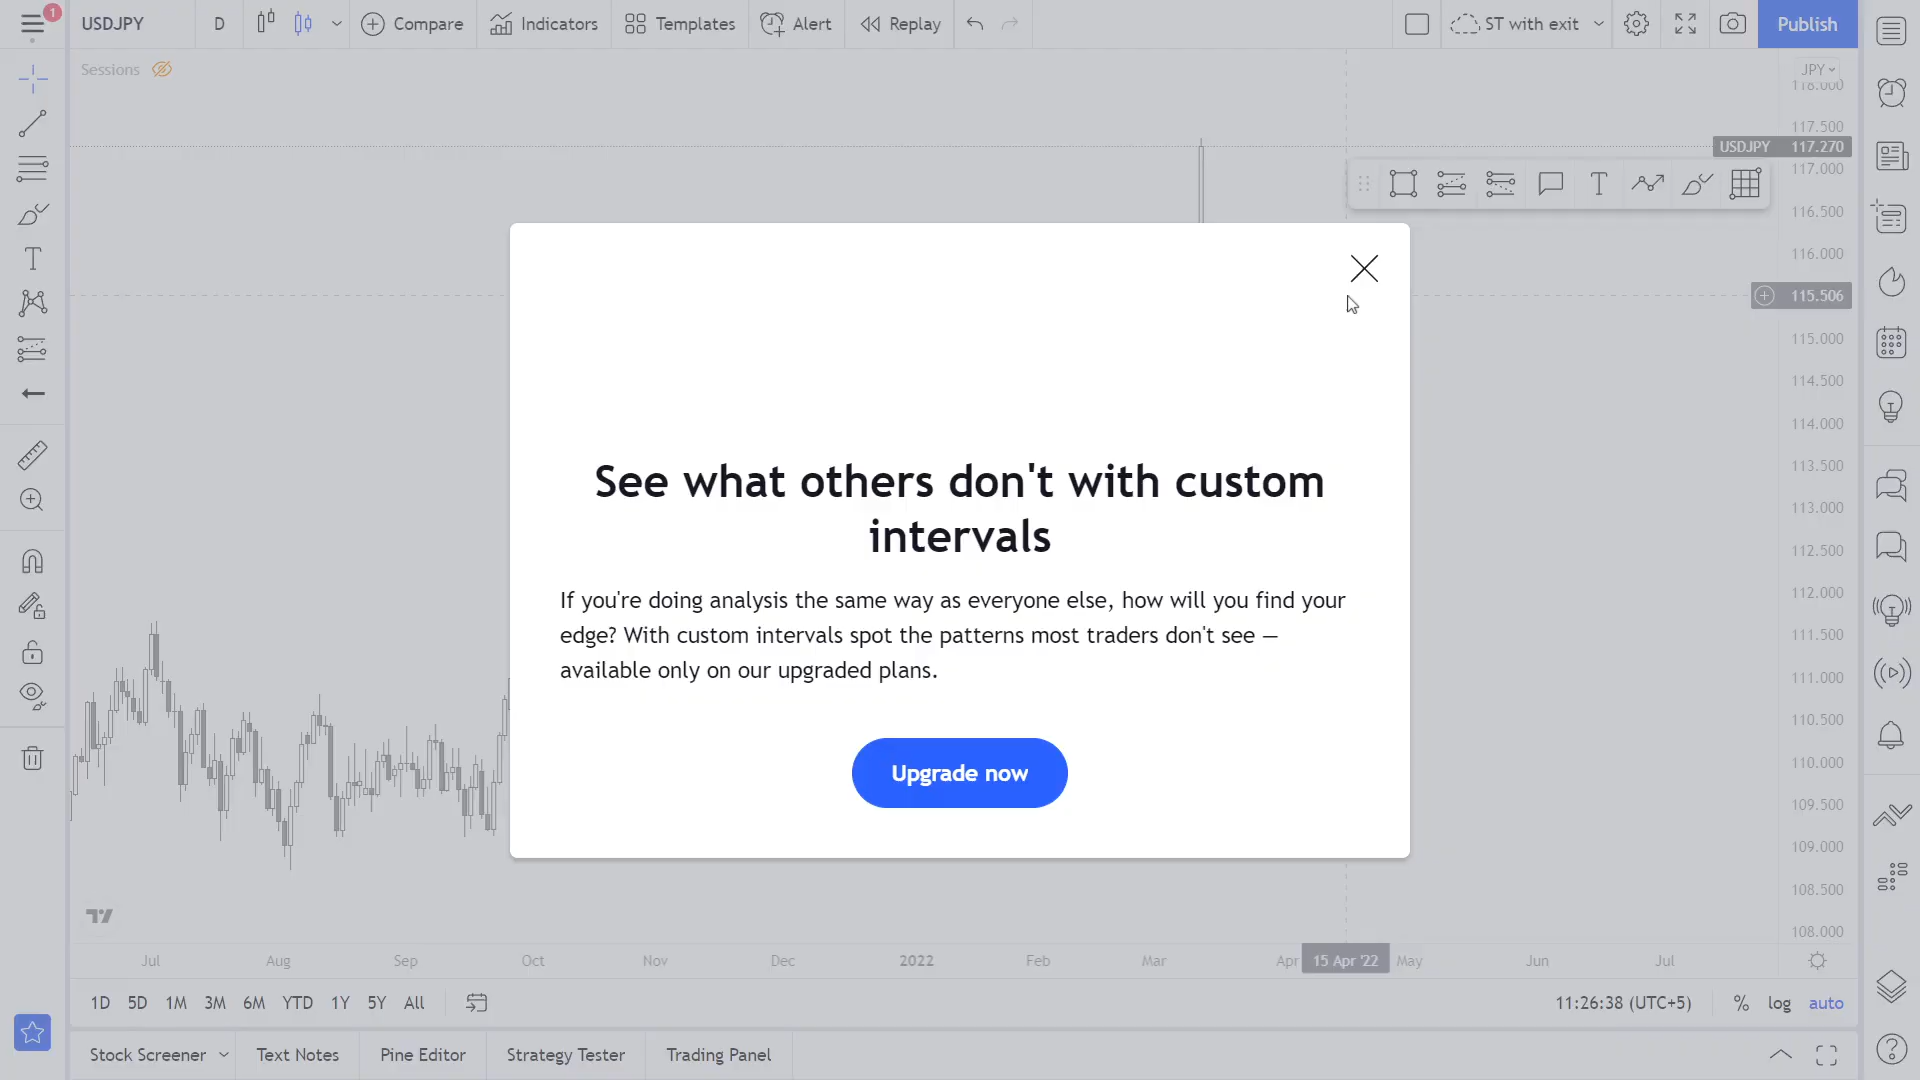 1
USDJPY
D
Compare
Indicators
Templates
Alert
Replay
ST with exit
Publish
Sessions
JPY
118.000
117.500
USDJPY 117.270
117.000
116.500
116.000
115.506
115.000
114.500
114.000
113.500
113.000
112.500
112.000
111.500
111.000
110.500
110.000
109.500
109.000
108.500
108.000
See what others don't with custom
intervals
If you're doing analysis the same way as everyone else, how will you find your
edge? With custom intervals spot the patterns most traders don't see —
available only on our upgraded plans.
Upgrade now
Jul Aug Sep Oct Nov Dec 2022 Feb Mar Apr 15 Apr '22 May Jun Jul
1D 5D 1M 3M 6M YTD 1Y 5Y All
11:26:38 (UTC+5) % log auto
Stock Screener Text Notes Pine Editor Strategy Tester Trading Panel